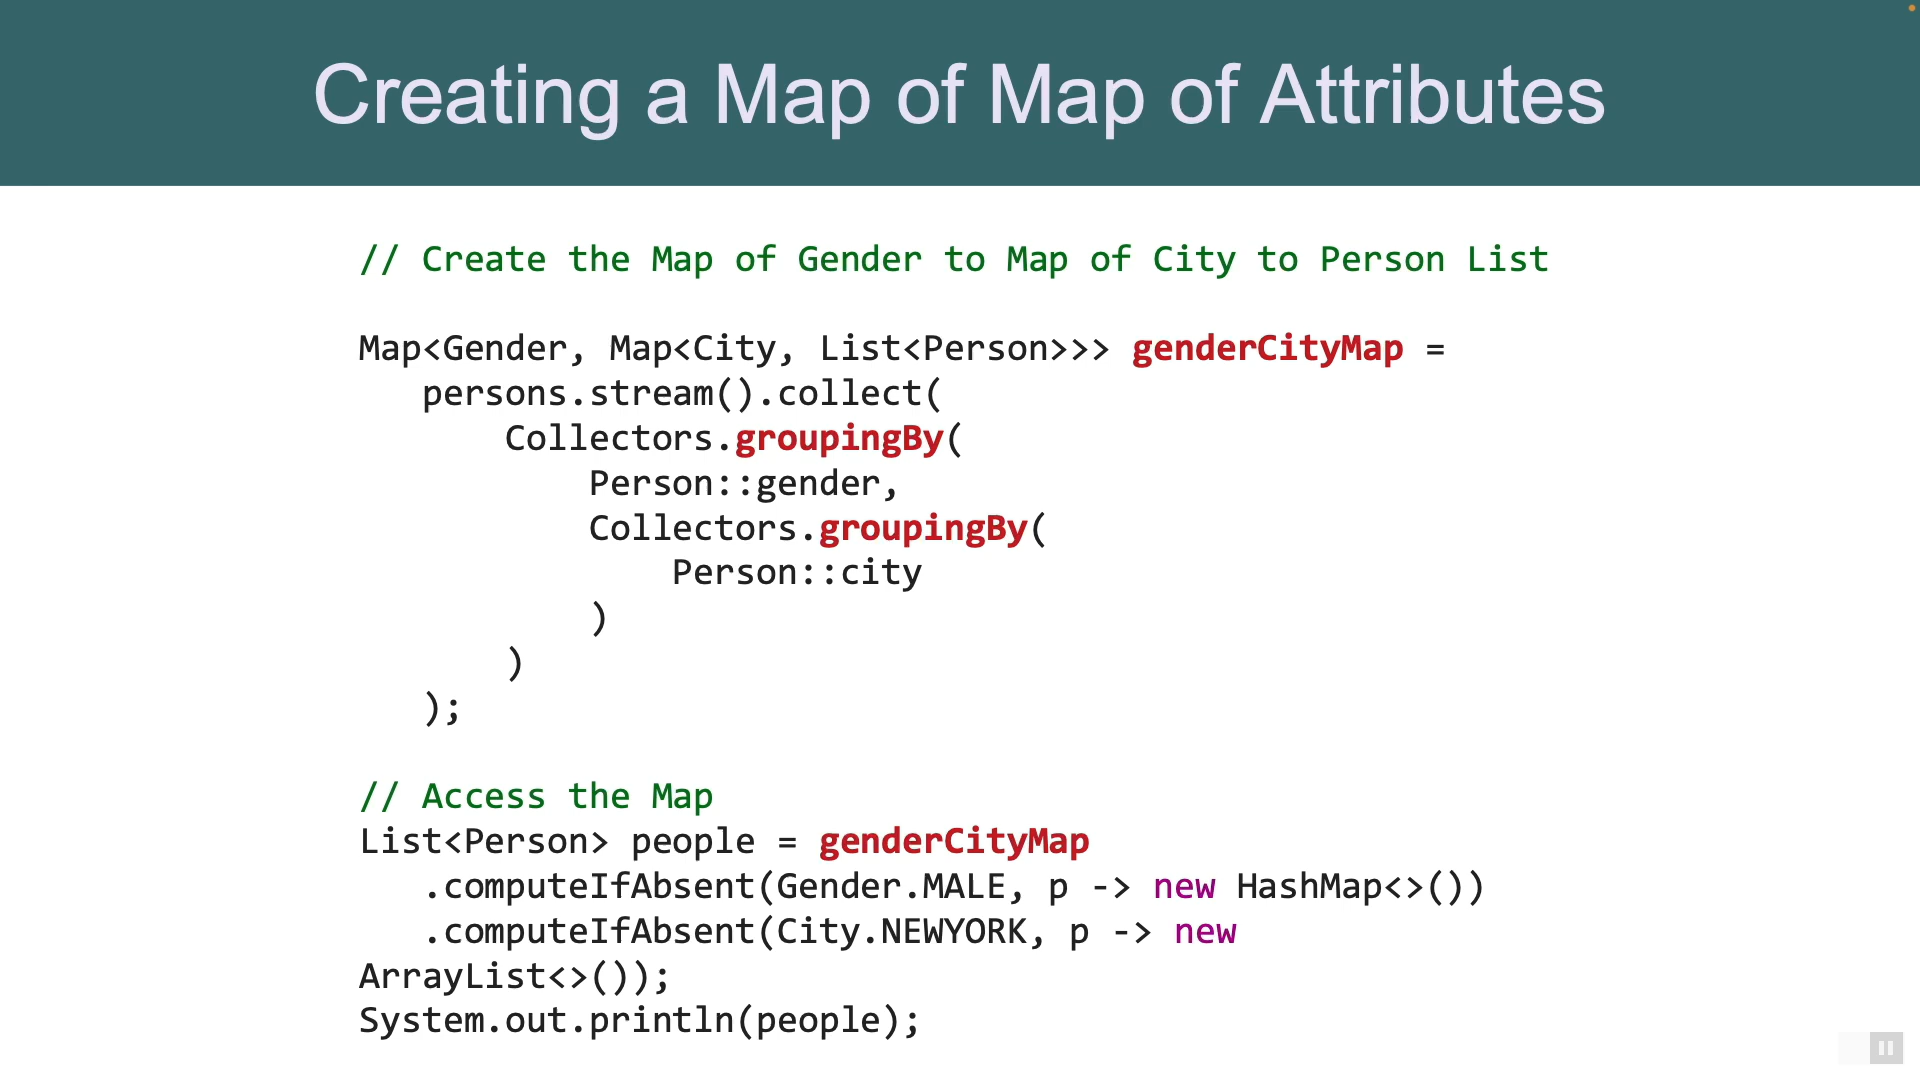 Creating a Map of Map of Attributes
// Create the Map of Gender to Map of City to Person List
Map<Gender, Map<City, List<Person>>> genderCityMap =
persons.stream().collect(
Collectors.groupingBy(
Person::gender,
Collectors.groupingBy(
Person::city
)
)
);
// Access the Map
List<Person> people = genderCityMap
.computeIfAbsent(Gender.MALE, p -> new HashMap<>())
.computeIfAbsent(City.NEWYORK, p -> new
ArrayList<>());
System.out.println(people);